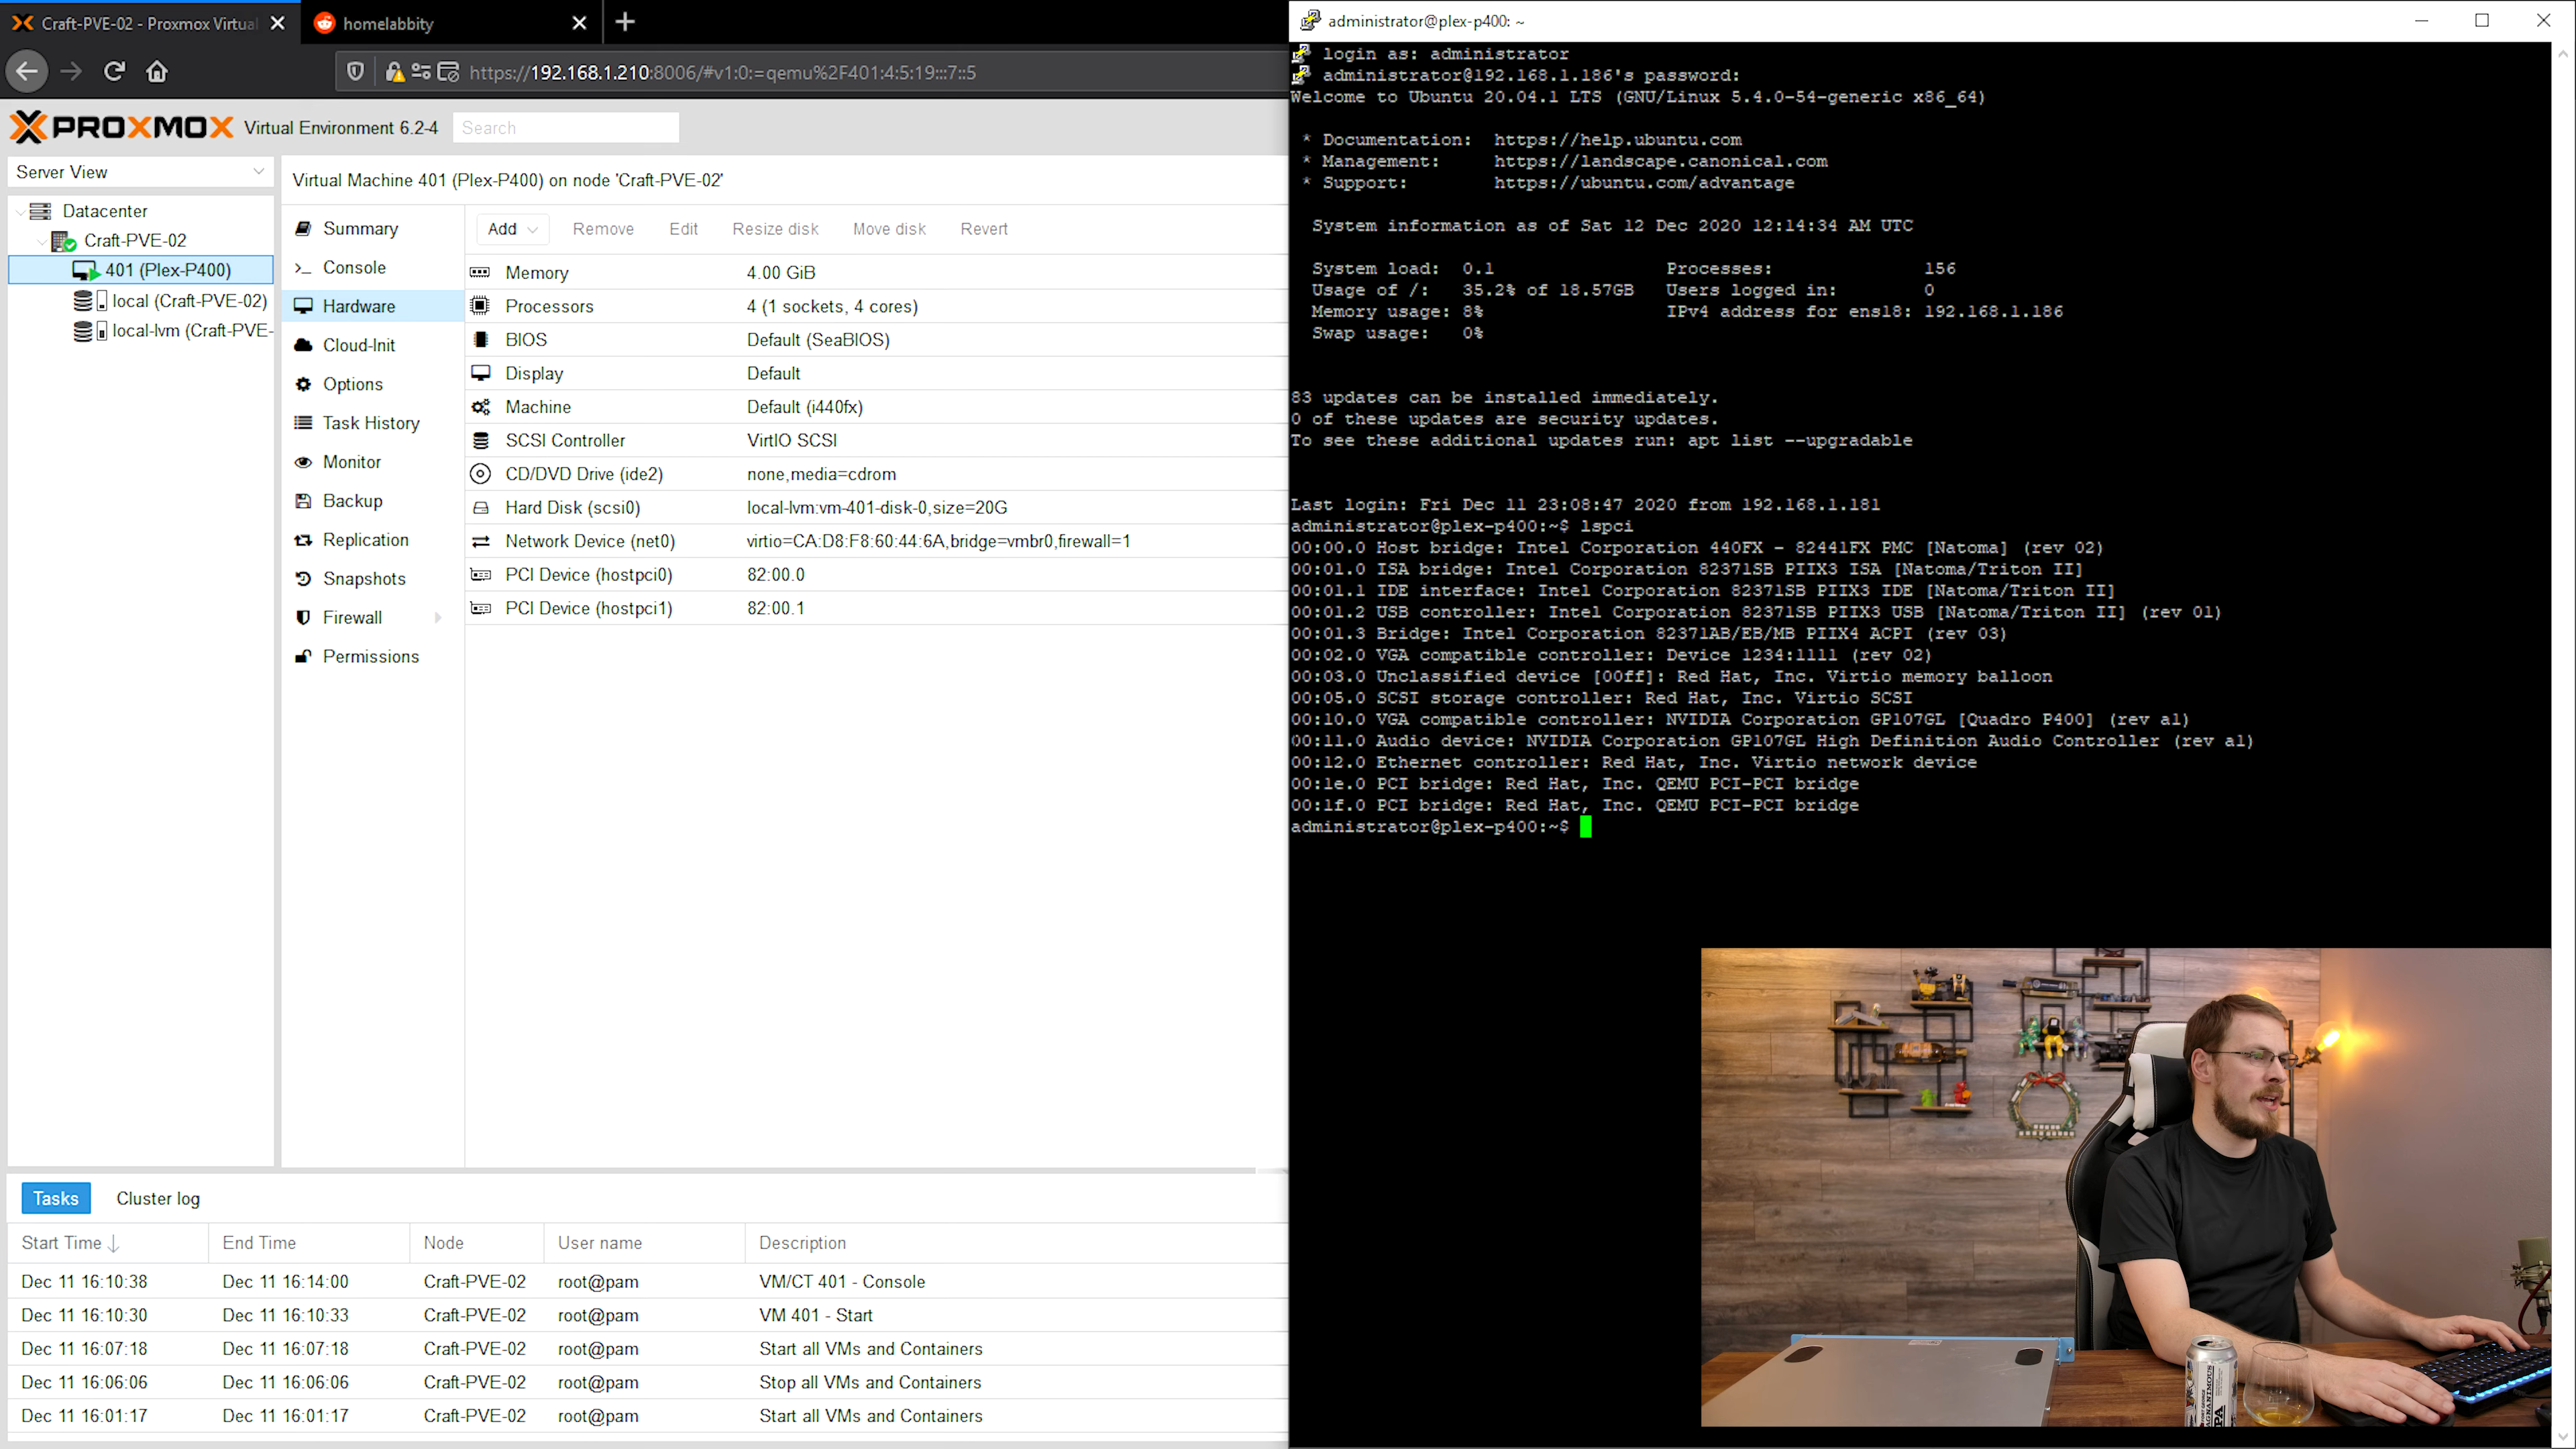 Craft-PVE-02 - Proxmox Virtual
homelabbity
https://192.168.1.210:8006/#v1:0:=qemu%2F401:4:5:19:::7::5
PROXMOX Virtual Environment 6.2-4
Search
Server View
Datacenter
Craft-PVE-02
401 (Plex-P400)
local (Craft-PVE-02)
local-lvm (Craft-PVE-
Virtual Machine 401 (Plex-P400) on node 'Craft-PVE-02'
Summary
Console
Hardware
Cloud-Init
Options
Task History
Monitor
Backup
Replication
Snapshots
Firewall
Permissions
Add Remove Edit Resize disk Move disk Revert
Memory 4.00 GiB
Processors 4 (1 sockets, 4 cores)
BIOS Default (SeaBIOS)
Display Default
Machine Default (i440fx)
SCSI Controller VirtIO SCSI
CD/DVD Drive (ide2) none,media=cdrom
Hard Disk (scsi0) local-lvm:vm-401-disk-0,size=20G
Network Device (net0) virtio=CA:D8:F8:60:44:6A,bridge=vmbr0,firewall=1
PCI Device (hostpci0) 82:00.0
PCI Device (hostpci1) 82:00.1
Tasks Cluster log
Start Time End Time Node User name Description
Dec 11 16:10:38 Dec 11 16:14:00 Craft-PVE-02 root@pam VM/CT 401 - Console
Dec 11 16:10:30 Dec 11 16:10:33 Craft-PVE-02 root@pam VM 401 - Start
Dec 11 16:07:18 Dec 11 16:07:18 Craft-PVE-02 root@pam Start all VMs and Containers
Dec 11 16:06:06 Dec 11 16:06:06 Craft-PVE-02 root@pam Stop all VMs and Containers
Dec 11 16:01:17 Dec 11 16:01:17 Craft-PVE-02 root@pam Start all VMs and Containers
administrator@plex-p400: ~
login as: administrator
administrator@192.168.1.186's password:
Welcome to Ubuntu 20.04.1 LTS (GNU/Linux 5.4.0-54-generic x86_64)
* Documentation: https://help.ubuntu.com
* Management: https://landscape.canonical.com
* Support: https://ubuntu.com/advantage
System information as of Sat 12 Dec 2020 12:14:34 AM UTC
System load: 0.1 Processes: 156
Usage of /: 35.2% of 18.57GB Users logged in: 0
Memory usage: 8% IPv4 address for ens18: 192.168.1.186
Swap usage: 0%
83 updates can be installed immediately.
0 of these updates are security updates.
To see these additional updates run: apt list --upgradable
Last login: Fri Dec 11 23:08:47 2020 from 192.168.1.181
administrator@plex-p400:~$ lspci
00:00.0 Host bridge: Intel Corporation 440FX - 82441FX PMC [Natoma] (rev 02)
00:01.0 ISA bridge: Intel Corporation 82371SB PIIX3 ISA [Natoma/Triton II]
00:01.1 IDE interface: Intel Corporation 82371SB PIIX3 IDE [Natoma/Triton II]
00:01.2 USB controller: Intel Corporation 82371SB PIIX3 USB [Natoma/Triton II] (rev 01)
00:01.3 Bridge: Intel Corporation 82371AB/EB/MB PIIX4 ACPI (rev 03)
00:02.0 VGA compatible controller: Device 1234:1111 (rev 02)
00:03.0 Unclassified device [00ff]: Red Hat, Inc. Virtio memory balloon
00:05.0 SCSI storage controller: Red Hat, Inc. Virtio SCSI
00:10.0 VGA compatible controller: NVIDIA Corporation GP107GL [Quadro P400] (rev a1)
00:11.0 Audio device: NVIDIA Corporation GP107GL High Definition Audio Controller (rev a1)
00:12.0 Ethernet controller: Red Hat, Inc. Virtio network device
00:1e.0 PCI bridge: Red Hat, Inc. QEMU PCI-PCI bridge
00:1f.0 PCI bridge: Red Hat, Inc. QEMU PCI-PCI bridge
administrator@plex-p400:~$